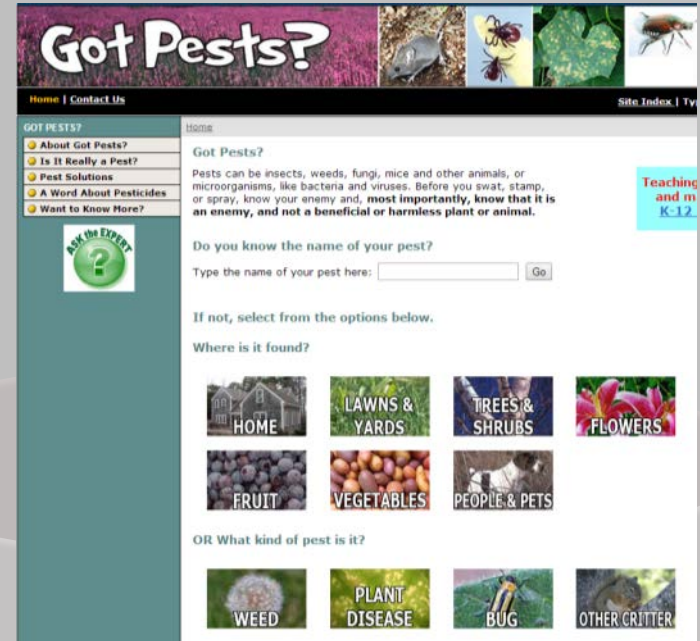 Got Pests?
Home | Contact Us
Site Index |
GOT PESTS?
About Got Pests?
Is It Really a Pest?
Pest Solutions
A Word About Pesticides
Want to Know More?
ASK the EXPERT
?
Home
Got Pests?
Pests can be insects, weeds, fungi, mice and other animals, or
microorganisms, like bacteria and viruses. Before you swat, stamp,
or spray, know your enemy and, most importantly, know that it is
an enemy, and not a beneficial or harmless plant or animal.
Teaching
and m
K-12
Do you know the name of your pest?
Type the name of your pest here:
Go
If not, select from the options below.
Where is it found?
HOME
LAWNS &
YARDS
TREES &
SHRUBS
FLOWERS
FRUIT
VEGETABLES
PEOPLE & PETS
OR What kind of pest is it?
WEED
PLANT
DISEASE
BUG
OTHER CRITTER